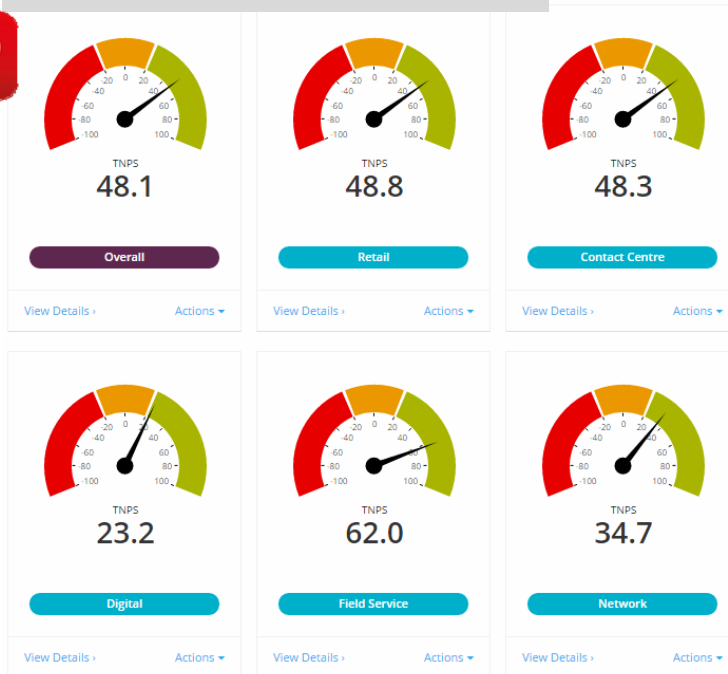 -20 0 20
-40 40
-60 60
-80 80
-100 100
TNPS
48.1
Overall
View Details ›
Actions
-20 0 20
-40 40
-60 60
-80 80
-100 100
TNPS
48.8
Retail
View Details ›
Actions
-20 0 20
-40 40
-60 60
-80 80
-100 100
TNPS
48.3
Contact Centre
View Details ›
Actions
-20 0 20
-40 40
-60 60
-80 80
-100 100
TNPS
23.2
Digital
View Details ›
Actions
-20 0 20
-40 40
-60 60
-80 80
-100 100
TNPS
62.0
Field Service
View Details ›
Actions
-20 0 20
-40 40
-60 60
-80 80
-100 100
TNPS
34.7
Network
View Details ›
Actions